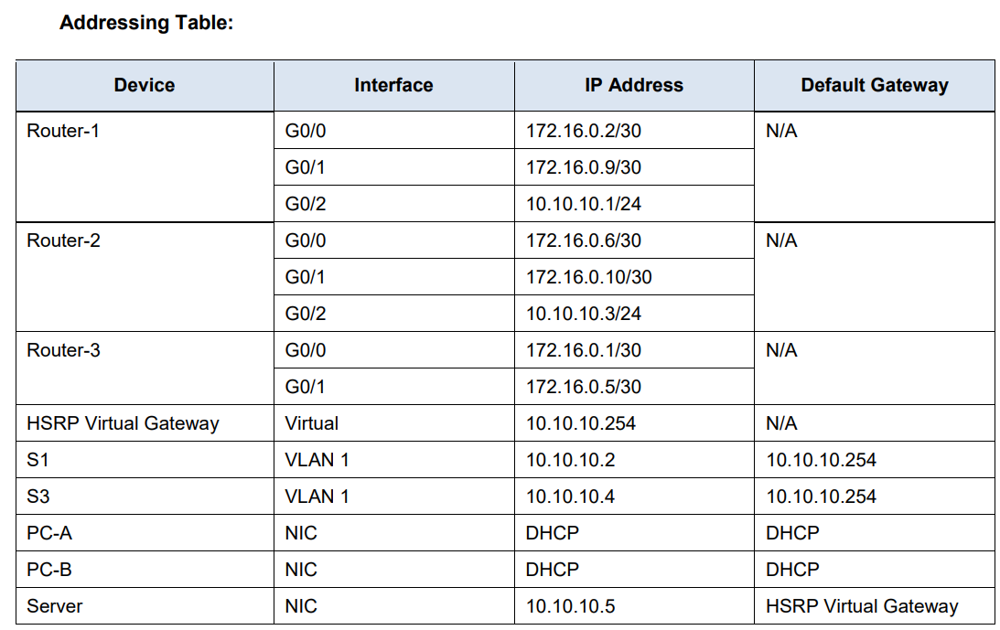 Addressing Table:
Device Interface IP Address Default Gateway
Router-1 G0/0 172.16.0.2/30 N/A
G0/1 172.16.0.9/30
G0/2 10.10.10.1/24
Router-2 G0/0 172.16.0.6/30 N/A
G0/1 172.16.0.10/30
G0/2 10.10.10.3/24
Router-3 G0/0 172.16.0.1/30 N/A
G0/1 172.16.0.5/30
HSRP Virtual Gateway Virtual 10.10.10.254 N/A
S1 VLAN 1 10.10.10.2 10.10.10.254
S3 VLAN 1 10.10.10.4 10.10.10.254
PC-A NIC DHCP DHCP
PC-B NIC DHCP DHCP
Server NIC 10.10.10.5 HSRP Virtual Gateway